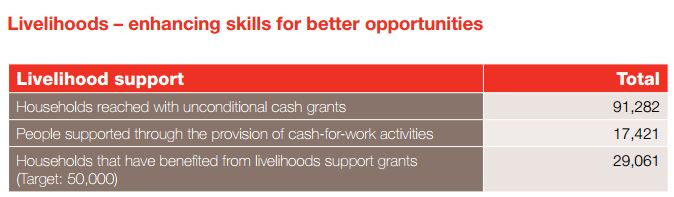 Livelihoods – enhancing skills for better opportunities
Livelihood support Total
Households reached with unconditional cash grants 91,282
People supported through the provision of cash-for-work activities 17,421
Households that have benefited from livelihoods support grants 29,061
(Target: 50,000)